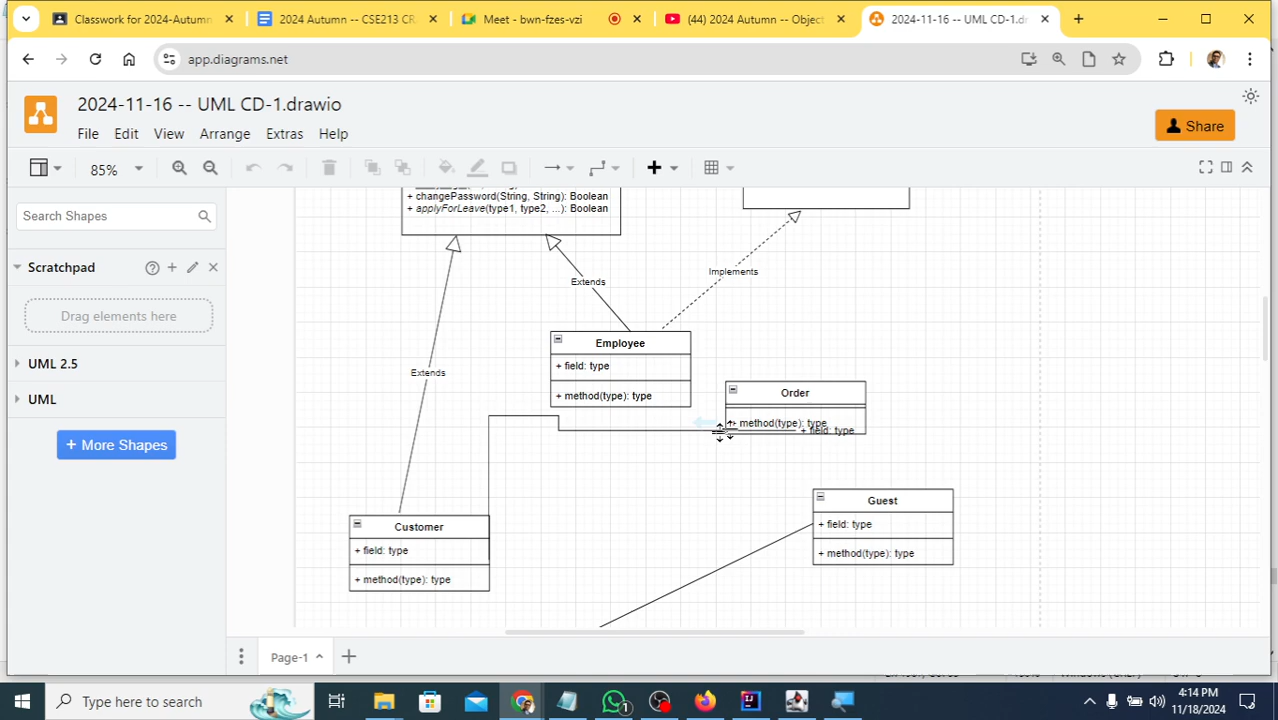 Classwork for 2024-Autumn
2024 Autumn -- CSE213 CR
Meet - bwn-fzes-vzi
(44) 2024 Autumn -- Object
2024-11-16 -- UML CD-1.dr
app.diagrams.net
2024-11-16 -- UML CD-1.drawio
File Edit View Arrange Extras Help
Share
85%
Search Shapes
Scratchpad
Drag elements here
UML 2.5
UML
+ More Shapes
+ changePassword(String, String): Boolean
+ applyForLeave(type1, type2, ...): Boolean
Implements
Extends
Employee
+ field: type
+ method(type): type
Extends
Order
+ method(type): type
+ field: type
Guest
+ field: type
+ method(type): type
Customer
+ field: type
+ method(type): type
Page-1
Type here to search
1
4:14 PM
11/18/2024